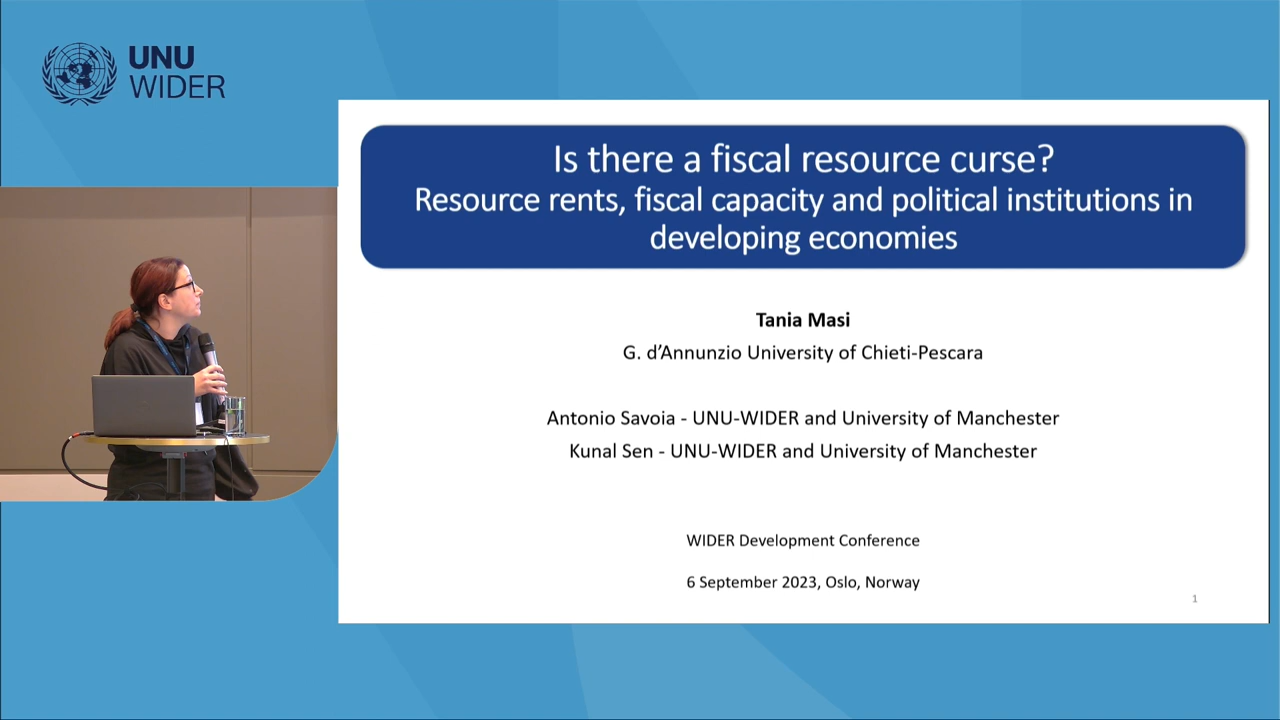 UNU
WIDER
Is there a fiscal resource curse?
Resource rents, fiscal capacity and political institutions in
developing economies
Tania Masi
G. d’Annunzio University of Chieti-Pescara
Antonio Savoia - UNU-WIDER and University of Manchester
Kunal Sen - UNU-WIDER and University of Manchester
WIDER Development Conference
6 September 2023, Oslo, Norway
1